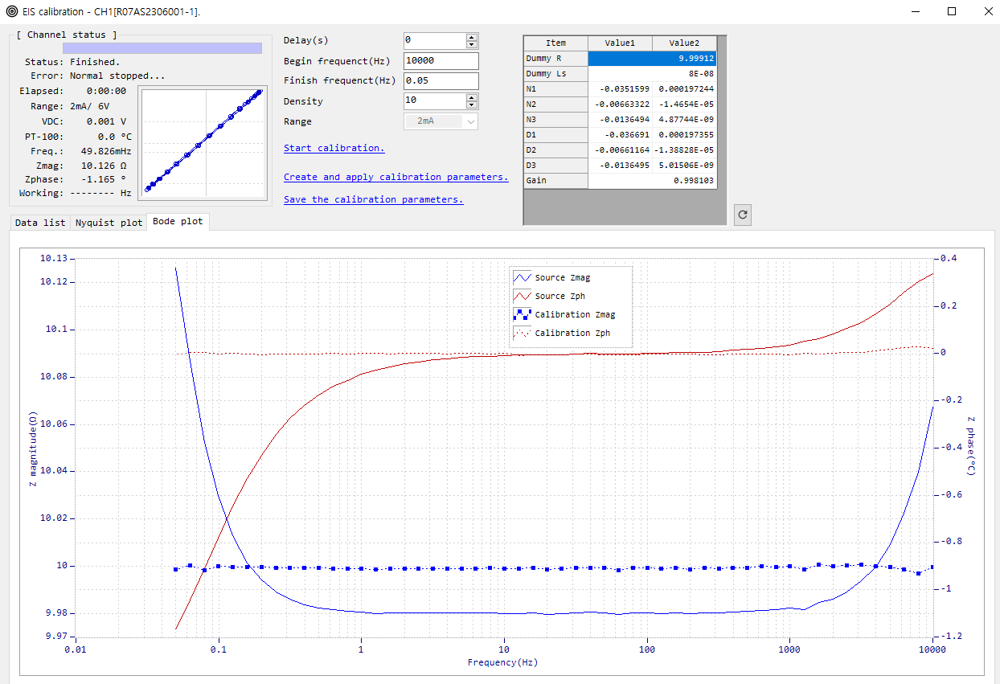 EIS calibration - CH1[R07AS2306001-1].
[ Channel status ]
Status: Finished.
Error: Normal stopped...
Elapsed: 0:00:00
Range: 2mA/ 6V
VDC: 0.001 V
PT-100: 0.0 °C
Freq.: 49.826mHz
Zmag: 10.126 Ω
Zphase: -1.165 °
Working: -------- Hz
Delay(s) 0
Begin frequenct(Hz) 10000
Finish frequenct(Hz) 0.05
Density 10
Range 2mA
Start calibration.
Create and apply calibration parameters.
Save the calibration parameters.
Item Value1 Value2
Dummy R 9.99912
Dummy Ls 8E-08
N1 -0.0351599 0.000197244
N2 -0.00663322 -1.4654E-05
N3 -0.0136494 4.87744E-09
D1 -0.036691 0.000197355
D2 -0.00661164 -1.38828E-05
D3 -0.0136495 5.01506E-09
Gain 0.998103
Data list Nyquist plot Bode plot
Source Zmag
Source Zph
Calibration Zmag
Calibration Zph
Z magnitude(Ω)
10.13
10.12
10.1
10.08
10.06
10.04
10.02
10
9.98
9.97
0.4
0.2
0
-0.2
-0.4
-0.6
-0.8
-1
-1.2
Z phase(°C)
0.01 0.1 1 10 100 1000 10000
Frequency(Hz)